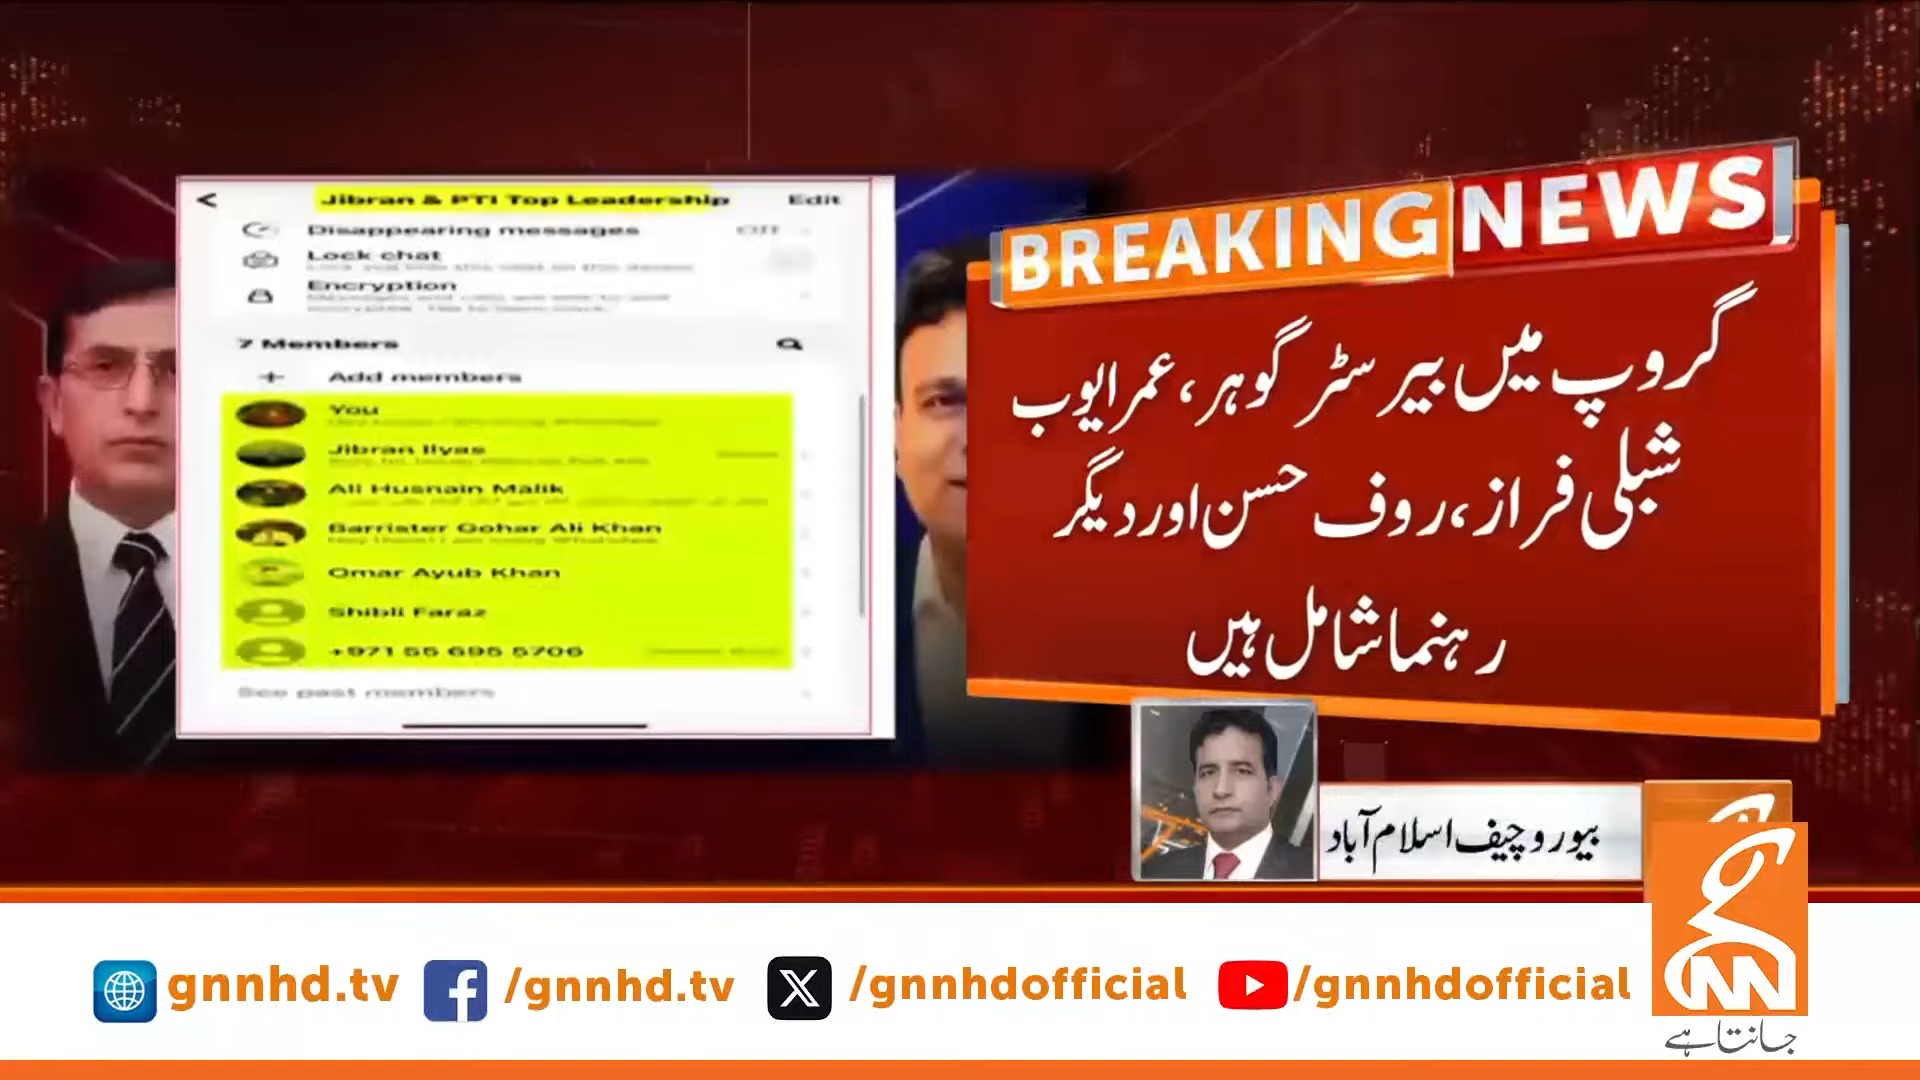 Jibran & PTI Top Leadership
Edit
Disappearing messages
Off
Lock chat
Encryption
7 Members
Add members
You
Jibran Ilyas
Ali Husnain Malik
Barrister Gohar Ali Khan
Omar Ayub Khan
Shibli Faraz
+971 55 695 5706
See past members
BREAKING NEWS
گروپ میں بیرسٹر گوہر، عمر ایوب
شبلی فراز، روف حسن اور دیگر
رہنما شامل ہیں
بیورو چیف اسلام آباد
gnnhd.tv
/gnnhd.tv
/gnnhdofficial
/gnnhdofficial
GNN
جانتا ہے